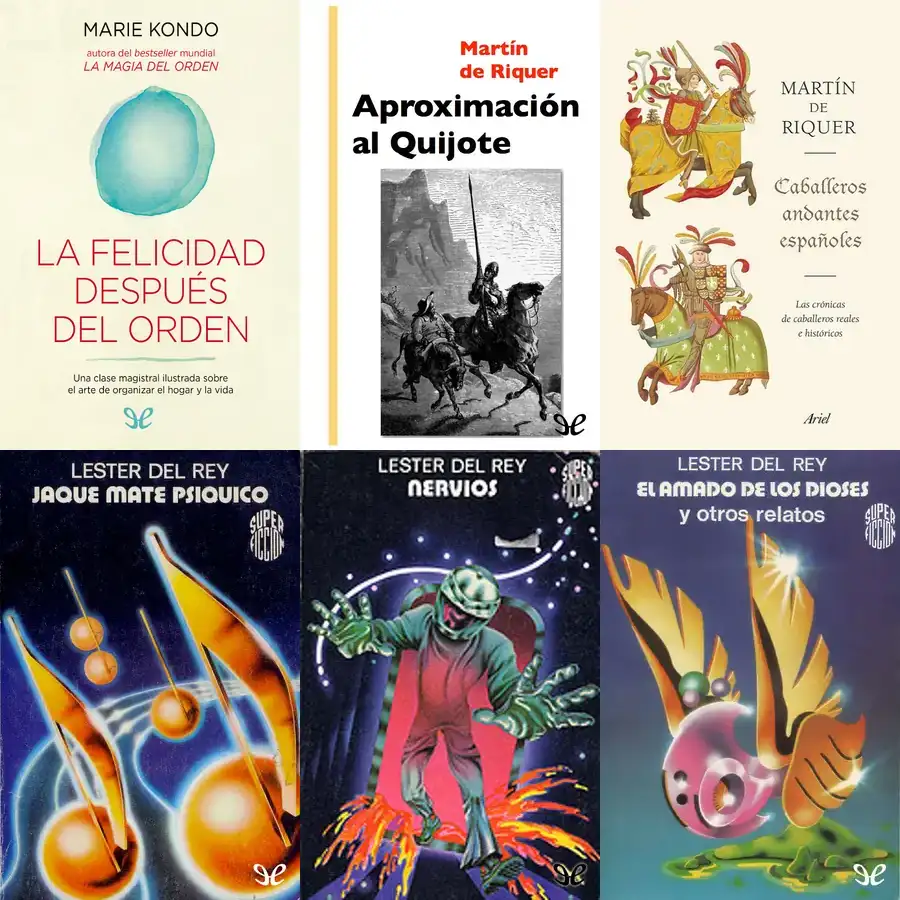 MARIE KONDO
autora del bestseller mundial
LA MAGIA DEL ORDEN
LA FELICIDAD
DESPUÉS
DEL ORDEN
Una clase magistral ilustrada sobre
el arte de organizar el hogar y la vida
Martín
de Riquer
Aproximación
al Quijote
MARTÍN
DE
RIQUER
Caballeros
andantes
españoles
Las crónicas
de caballeros reales
e históricos
Ariel
LESTER DEL REY
JAQUE MATE PSIQUICO
SUPER
FICCION
LESTER DEL REY
NERVIOS
SUPER
FICCION
LESTER DEL REY
EL AMADO DE LOS DIOSES
y otros relatos
SUPER
FICCION